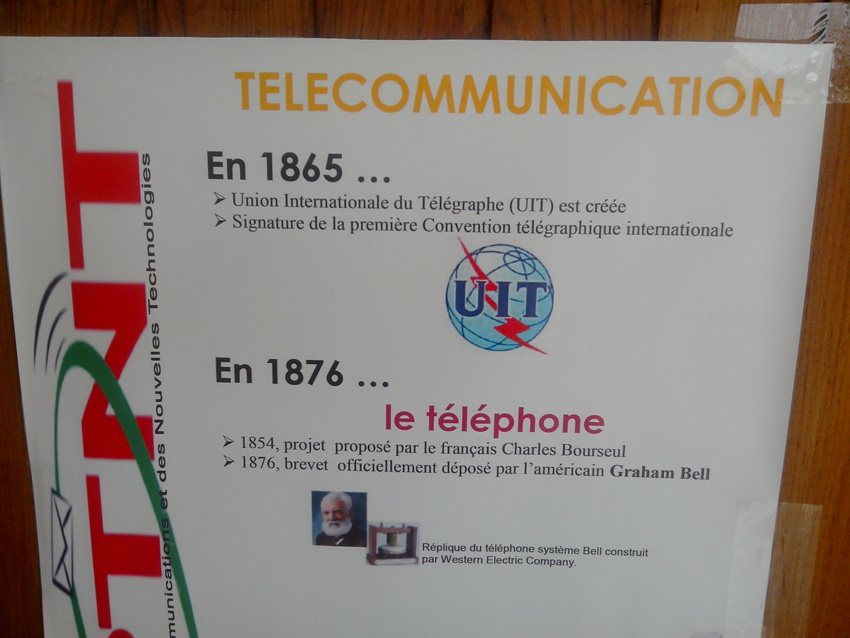 TELECOMMUNICATION
En 1865 ...
➢ Union Internationale du Télégraphe (UIT) est créée
➢ Signature de la première Convention télégraphique internationale
UIT
En 1876 ...
le téléphone
➢ 1854, projet proposé par le français Charles Bourseul
➢ 1876, brevet officiellement déposé par l'américain Graham Bell
Réplique du téléphone système Bell construit
par Western Electric Company.
TNT
et des Nouvelles Technologies